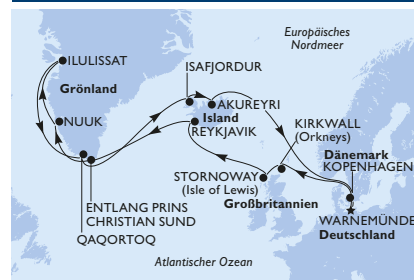 Europäisches
Nordmeer
ILULISSAT
Grönland
ISAFJORDUR
NUUK
AKUREYRI
Island
REYKJAVIK
KIRKWALL
(Orkneys)
Dänemark
KOPENHAGEN
STORNOWAY
(Isle of Lewis)
Großbritannien
ENTLANG PRINS
CHRISTIAN SUND
QAQORTOQ
WARNEMÜNDE
Deutschland
Atlantischer Ozean